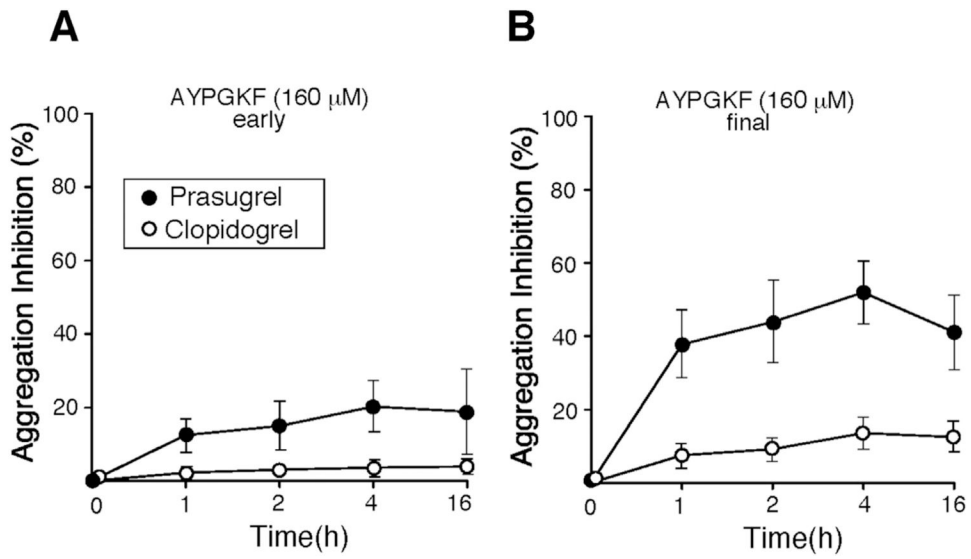 A
AYPGKF (160 μM)
early
Aggregation Inhibition (%)
100
80
60
40
20
Prasugrel
Clopidogrel
0
1
2
4
16
Time(h)
B
AYPGKF (160 μM)
final
Aggregation Inhibition (%)
100
80
60
40
20
0
1
2
4
16
Time(h)